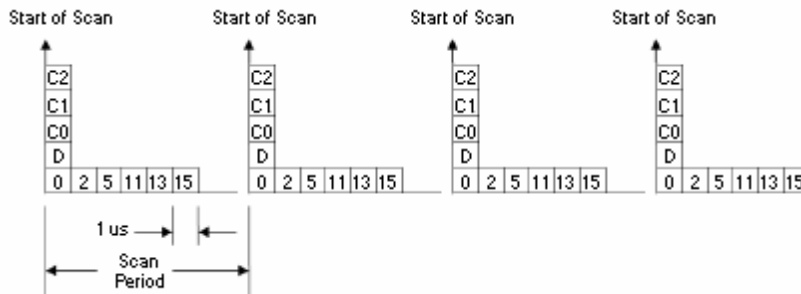 Start of Scan Start of Scan Start of Scan Start of Scan
C2 C2 C2 C2
C1 C1 C1 C1
C0 C0 C0 C0
D D D D
0 2 5 11 13 15 0 2 5 11 13 15 0 2 5 11 13 15 0 2 5 11 13 15
1 us
Scan
Period